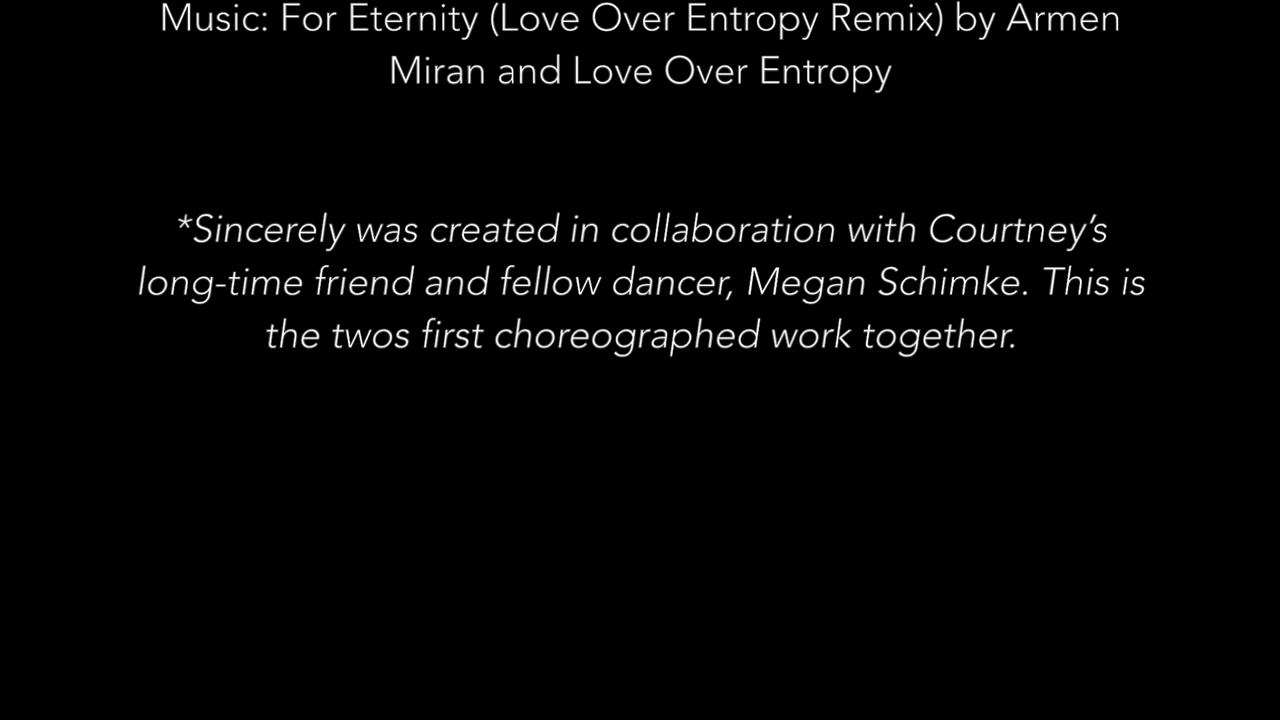 Music: For Eternity (Love Over Entropy Remix) by Armen
Miran and Love Over Entropy
*Sincerely was created in collaboration with Courtney’s
long-time friend and fellow dancer, Megan Schimke. This is
the twos first choreographed work together.